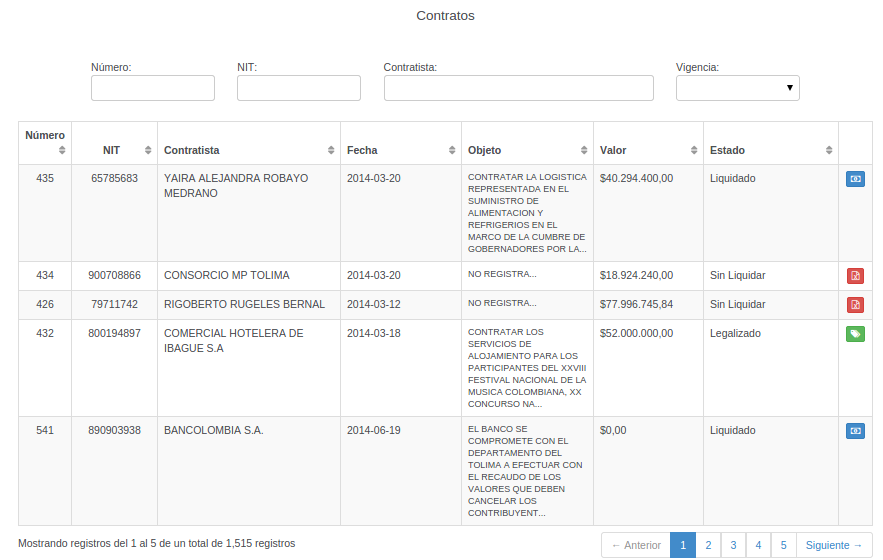 Contratos
Número: NIT: Contratista: Vigencia:
Número NIT Contratista Fecha Objeto Valor Estado
435 65785683 YAIRA ALEJANDRA ROBAYO 2014-03-20 CONTRATAR LA LOGISTICA $40.294.400,00 Liquidado
MEDRANO REPRESENTADA EN EL
SUMINISTRO DE
ALIMENTACION Y
REFRIGERIOS EN EL
MARCO DE LA CUMBRE DE
GOBERNADORES POR LA...
434 900708866 CONSORCIO MP TOLIMA 2014-03-20 NO REGISTRA... $18.924.240,00 Sin Liquidar
426 79711742 RIGOBERTO RUGELES BERNAL 2014-03-12 NO REGISTRA... $77.996.745,84 Sin Liquidar
432 800194897 COMERCIAL HOTELERA DE 2014-03-18 CONTRATAR LOS $52.000.000,00 Legalizado
IBAGUE S.A SERVICIOS DE
ALOJAMIENTO PARA LOS
PARTICIPANTES DEL XXVIII
FESTIVAL NACIONAL DE LA
MUSICA COLOMBIANA, XX
CONCURSO NA...
541 890903938 BANCOLOMBIA S.A. 2014-06-19 EL BANCO SE $0,00 Liquidado
COMPROMETE CON EL
DEPARTAMENTO DEL
TOLIMA A EFECTUAR CON
EL RECAUDO DE LOS
VALORES QUE DEBEN
CANCELAR LOS
CONTRIBUYENT...
Mostrando registros del 1 al 5 de un total de 1,515 registros ← Anterior 1 2 3 4 5 Siguiente →